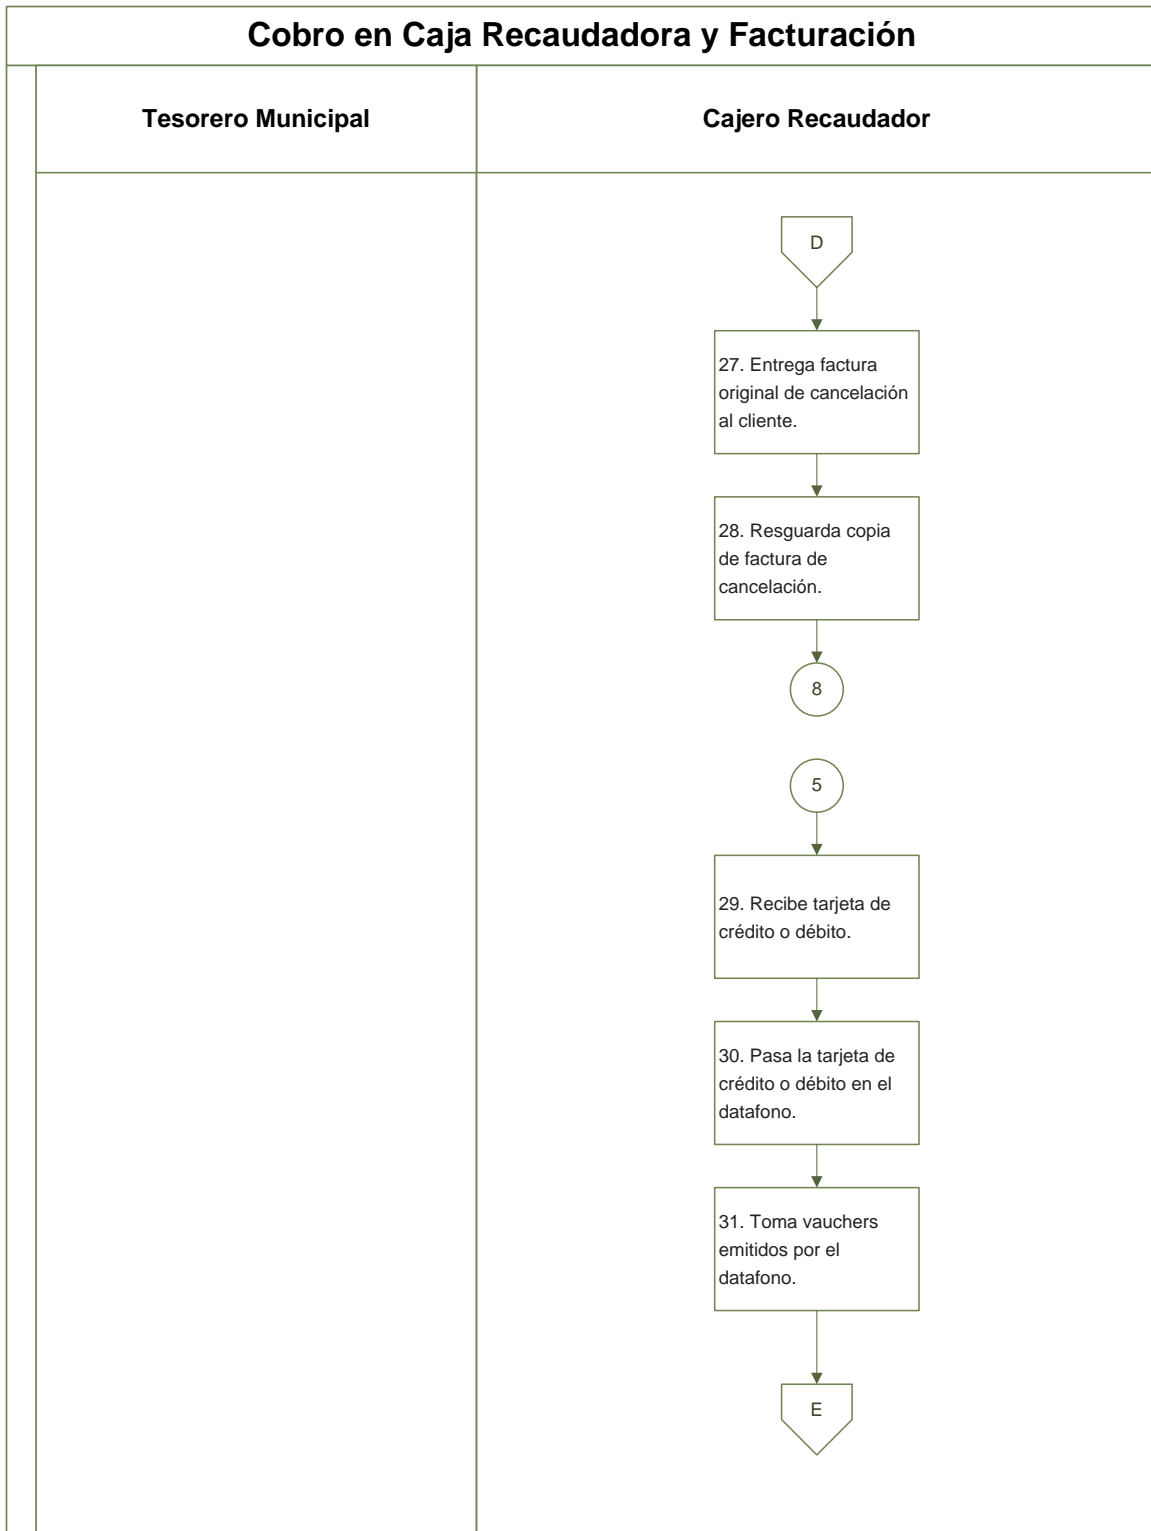 Cobro en Caja Recaudadora y Facturación
Tesorero Municipal
Cajero Recaudador
D
27. Entrega factura
original de cancelación
al cliente.
28. Resguarda copia
de factura de
cancelación.
8
5
29. Recibe tarjeta de
crédito o débito.
30. Pasa la tarjeta de
crédito o débito en el
datafono.
31. Toma vauchers
emitidos por el
datafono.
E